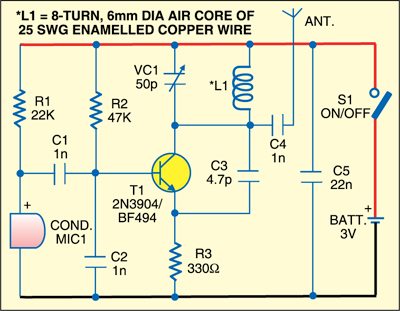 *L1 = 8-TURN, 6mm DIA AIR CORE OF
25 SWG ENAMELLED COPPER WIRE
ANT.
VC1
50p
*L1
S1
ON/OFF
R1
22K
R2
47K
C1
1n
C4
1n
T1
2N3904/
BF494
C3
4.7p
C5
22n
+
BATT.
3V
+
COND.
MIC1
C2
1n
R3
330Ω